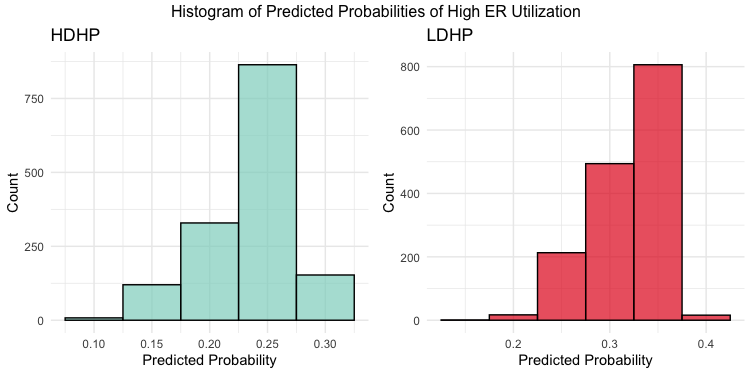 Histogram of Predicted Probabilities of High ER Utilization
HDHP
LDHP
Count
750
500
250
0
0.10 0.15 0.20 0.25 0.30
Predicted Probability
Count
800
600
400
200
0
0.2 0.3 0.4
Predicted Probability